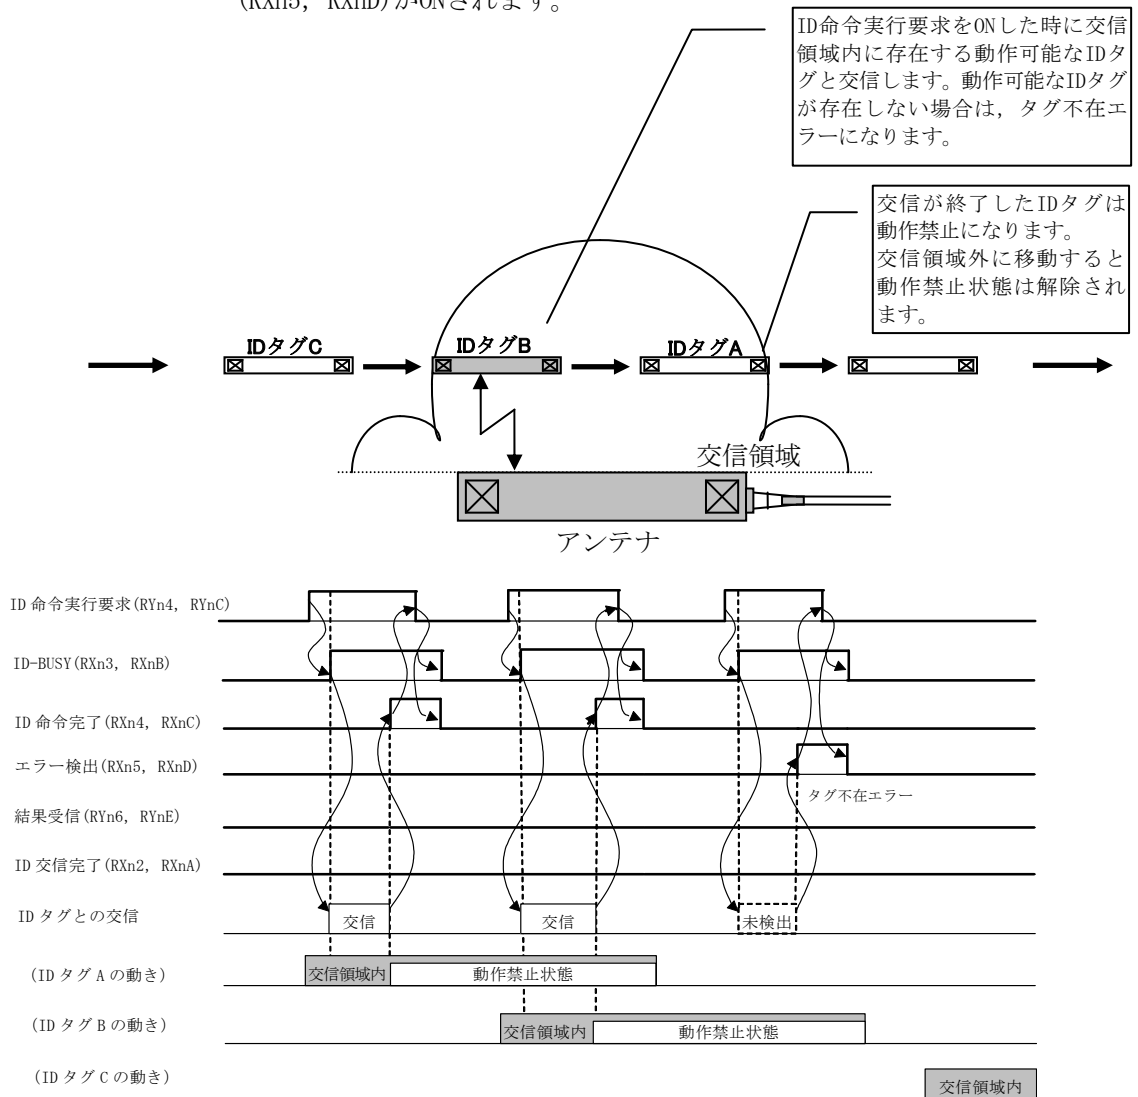 (RXn5, RXnD)がONされます。
ID命令実行要求をONした時に交信
領域内に存在する動作可能なIDタ
グと交信します。動作可能なIDタグ
が存在しない場合は, タグ不在エ
ラーになります。
交信が終了したIDタグは
動作禁止になります。
交信領域外に移動すると
動作禁止状態は解除され
ます。
IDタグC
IDタグB
IDタグA
交信領域
アンテナ
ID命令実行要求(RYn4, RYnC)
ID-BUSY(RXn3, RXnB)
ID命令完了(RXn4, RXnC)
エラー検出(RXn5, RXnD)
タグ不在エラー
結果受信(RYn6, RYnE)
ID交信完了(RXn2, RXnA)
IDタグとの交信
交信
交信
未検出
(IDタグAの動き)
交信領域内
動作禁止状態
(IDタグBの動き)
交信領域内
動作禁止状態
(IDタグCの動き)
交信領域内